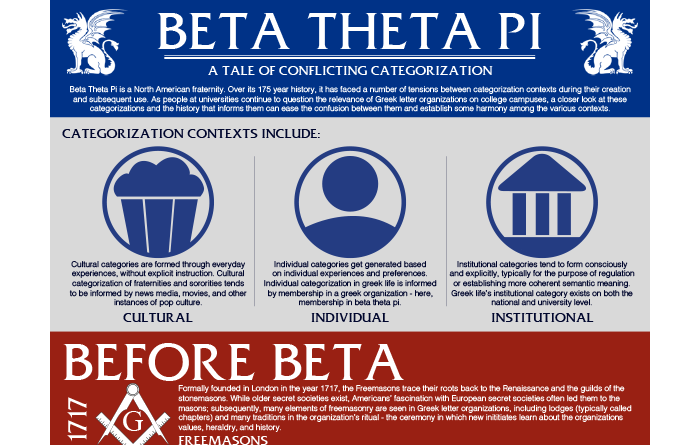 BETA THETA PI
A TALE OF CONFLICTING CATEGORIZATION
Beta Theta Pi is a North American fraternity. Over its 175 year history, it has faced a number of tensions between categorization contexts during their creation
and subsequent use. As people at universities continue to question the relevance of Greek letter organizations on college campuses, a closer look at these
categorizations and the history that informs them can ease the confusion between them and establish some harmony among the various contexts.
CATEGORIZATION CONTEXTS INCLUDE:
Cultural categories are formed through everyday
experiences, without explicit instruction. Cultural
categorization of fraternities and sororities tends
to be informed by news media, movies, and other
instances of pop culture.
CULTURAL
Individual categories get generated based
on individual experiences and preferences.
Individual categorization in greek life is informed
by membership in a greek organization - here,
membership in beta theta pi.
INDIVIDUAL
Institutional categories tend to form consciously
and explicitly, typically for the purpose of regulation
or establishing more coherent semantic meaning.
Greek life's institutional category exists on both the
national and university level.
INSTITUTIONAL
BEFORE BETA
1717
G
Formally founded in London in the year 1717, the Freemasons trace their roots back to the Renaissance and the guilds of the
stonemasons. While older secret societies exist, Americans' fascination with European secret societies often led them to the
masons; subsequently, many elements of freemasonry are seen in Greek letter organizations, including lodges (typically called
chapters) and many traditions in the organization's ritual - the ceremony in which new inititiates learn about the organizations
values, heraldry, and history.
FREEMASONS